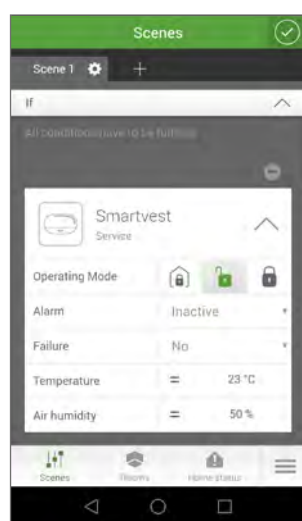 Scenes
Scene 1 +
If
All conditions have to be fulfilled
Smartvest
Service
Operating Mode
Alarm Inactive
Failure No
Temperature = 23 °C
Air humidity = 50 %
Scenes Rooms Home status